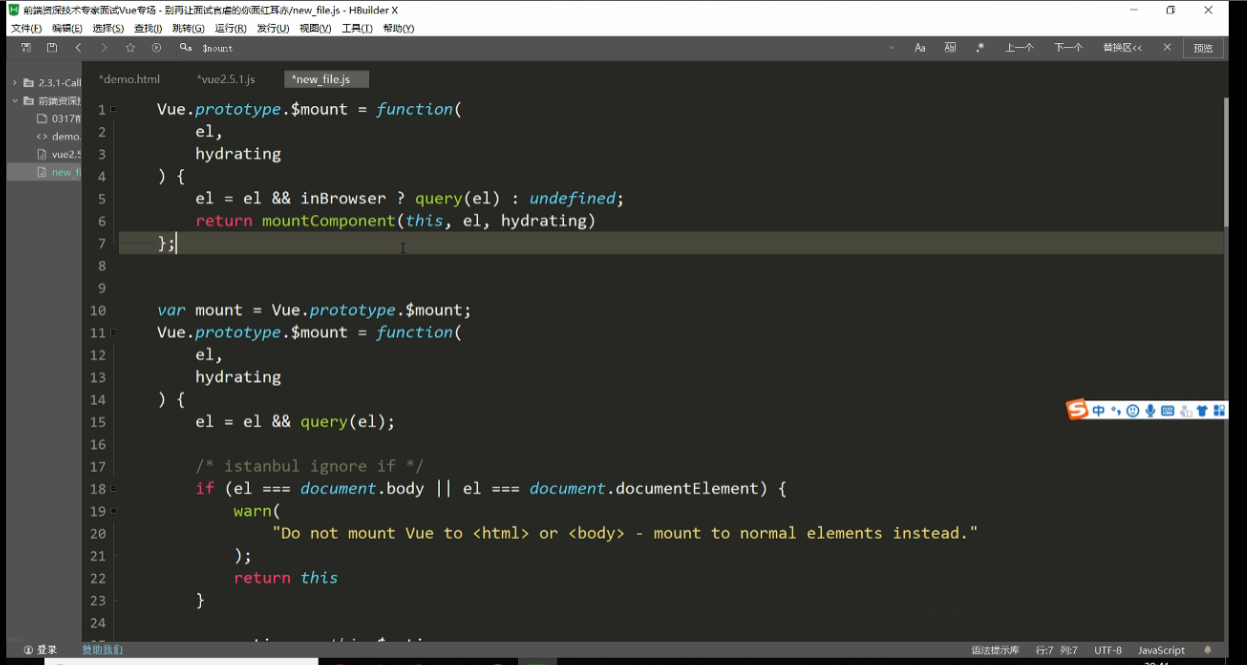 前端资深技术专家面试Vue专场 - 别再让面试官虐的你面红耳赤/new_file.js - HBuilder X
文件(F) 编辑(E) 选择(S) 查找(I) 跳转(G) 运行(R) 发行(U) 视图(V) 工具(T) 帮助(Y)
$mount Aa Ab .* 上一个 下一个 替换区<< 预览
2.3.1-Call *demo.html *vue2.5.1.js *new_file.js
前端资深技
0317前
demo.
vue2.5
new_fi
1 Vue.prototype.$mount = function(
2 el,
3 hydrating
4 ) {
5 el = el && inBrowser ? query(el) : undefined;
6 return mountComponent(this, el, hydrating)
7 };
8
9
10 var mount = Vue.prototype.$mount;
11 Vue.prototype.$mount = function(
12 el,
13 hydrating
14 ) {
15 el = el && query(el);
16
17 /* istanbul ignore if */
18 if (el === document.body || el === document.documentElement) {
19 warn(
20 "Do not mount Vue to <html> or <body> - mount to normal elements instead."
21 );
22 return this
23 }
24
中
登录 赞助我们 语法提示库 行:7 列:7 UTF-8 JavaScript